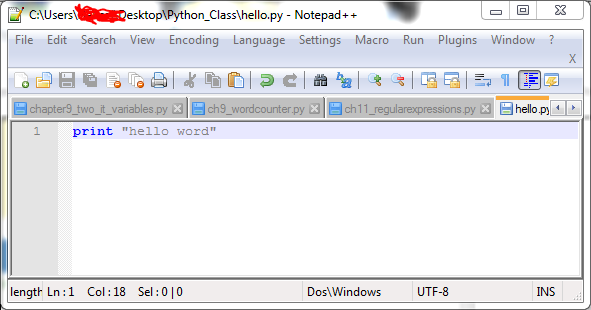 C:\Users\ Desktop\Python_Class\hello.py - Notepad++
File Edit Search View Encoding Language Settings Macro Run Plugins Window ?
X
chapter9_two_it_variables.py ch9_wordcounter.py ch11_regularexpressions.py hello.py
1 print "hello word"
length Ln : 1 Col : 18 Sel : 0 | 0 Dos\Windows UTF-8 INS